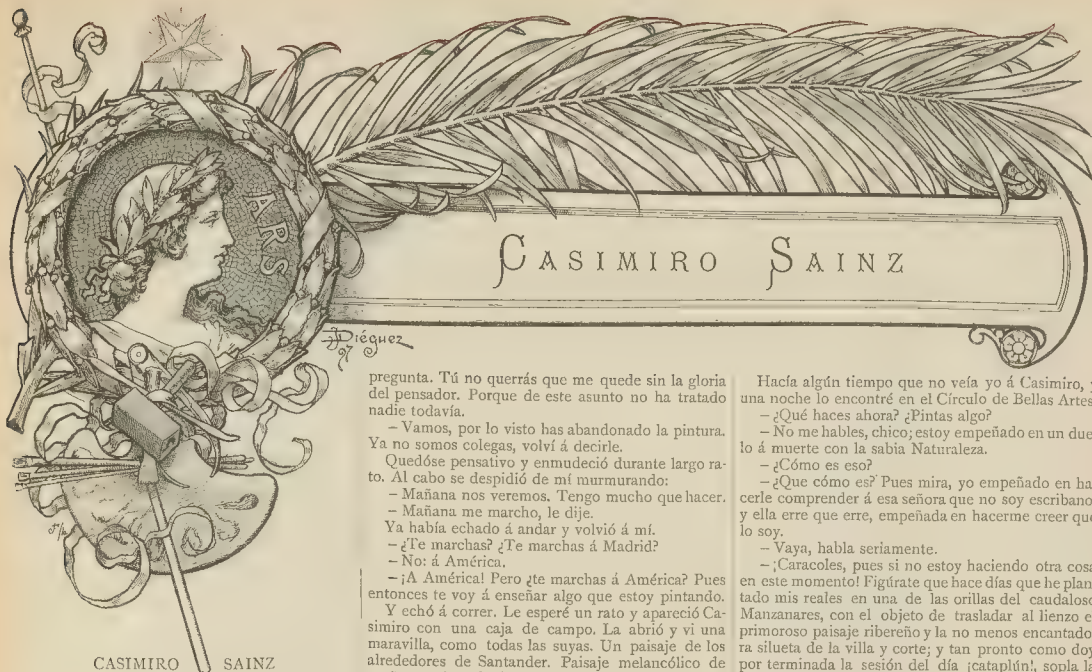 ARS
CASIMIRO SAINZ
JDiéguez
97
CASIMIRO SAINZ
pregunta. Tú no querrás que me quede sin la gloria
del pensador. Porque de este asunto no ha tratado
nadie todavía.
– Vamos, por lo visto has abandonado la pintura.
Ya no somos colegas, volví á decirle.
Quedóse pensativo y enmudeció durante largo ra-
to. Al cabo se despidió de mí murmurando:
– Mañana nos veremos. Tengo mucho que hacer.
– Mañana me marcho, le dije.
Ya había echado á andar y volvió á mí.
– ¿Te marchas? ¿Te marchas á Madrid?
– No: á América.
– ¡A América! Pero ¿te marchas á América? Pues
entonces te voy á enseñar algo que estoy pintando.
Y echó á correr. Le esperé un rato y apareció Ca-
simiro con una caja de campo. La abrió y vi una
maravilla, como todas las suyas. Un paisaje de los
alrededores de Santander. Paisaje melancólico de
Hacía algún tiempo que no veía yo á Casimiro,
una noche lo encontré en el Círculo de Bellas Artes
– ¿Qué haces ahora? ¿Pintas algo?
– No me hables, chico; estoy empeñado en un due
lo á muerte con la sabia Naturaleza.
– ¿Cómo es eso?
– ¿Que cómo es? Pues mira, yo empeñado en ha
cerle comprender á esa señora que no soy escribano
y ella erre que erre, empeñada en hacerme creer que
lo soy.
– Vaya, habla seriamente.
– ¡Caracoles, pues si no estoy haciendo otra cosa
en este momento! Figúrate que hace días que he plan
tado mis reales en una de las orillas del caudaloso
Manzanares, con el objeto de trasladar al lienzo e
primoroso paisaje ribereño y la no menos encantado
ra silueta de la villa y corte; y tan pronto como do
por terminada la sesión del día ¡cataplún!, sopla